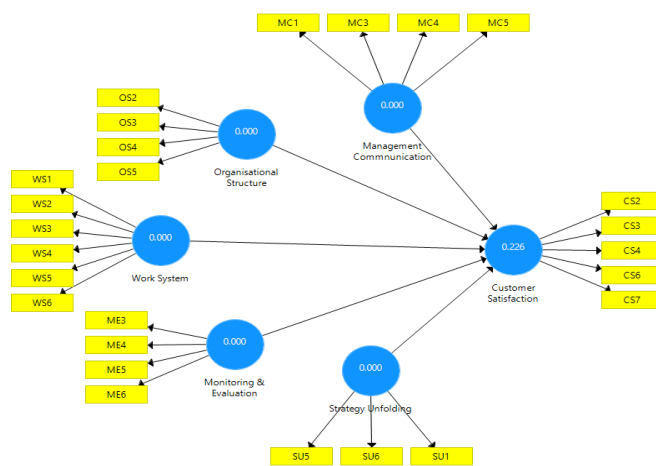 MC1
MC3
MC4
MC5
OS2
OS3
OS4
OS5
0.000
Organisational
Structure
0.000
Management
Commnunication
WS1
WS2
WS3
WS4
WS5
WS6
0.000
Work System
CS2
CS3
CS4
CS6
CS7
0.226
Customer
Satisfaction
ME3
ME4
ME5
ME6
0.000
Monitoring &
Evaluation
0.000
Strategy Unfolding
SU5
SU6
SU1